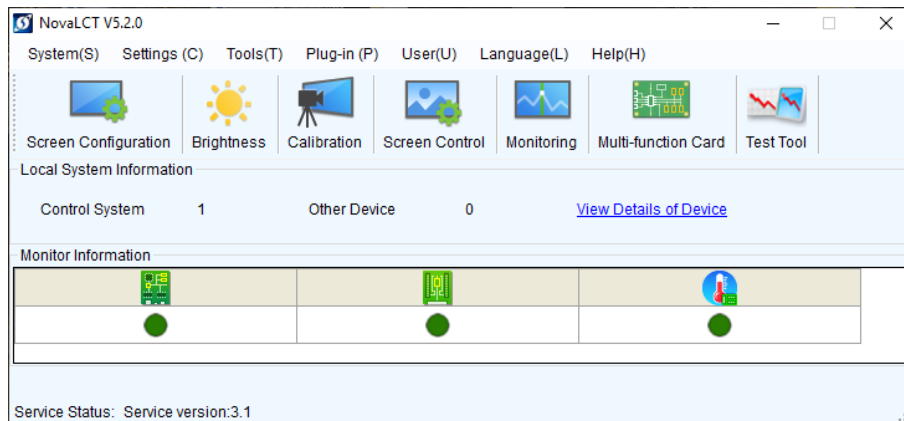 NovaLCT V5.2.0
System(S) Settings (C) Tools(T) Plug-in (P) User(U) Language(L) Help(H)
Screen Configuration Brightness Calibration Screen Control Monitoring Multi-function Card Test Tool
Local System Information
Control System 1 Other Device 0 View Details of Device
Monitor Information
Service Status: Service version:3.1